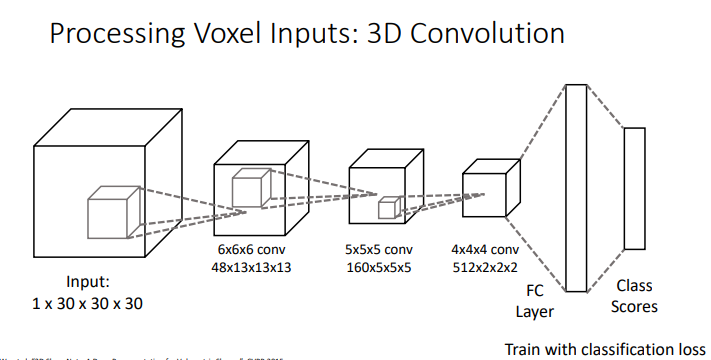 Processing Voxel Inputs: 3D Convolution
6x6x6 conv
48x13x13x13
5x5x5 conv
160x5x5x5
4x4x4 conv
512x2x2x2
Input:
1 x 30 x 30 x 30
FC
Layer
Class
Scores
Train with classification loss